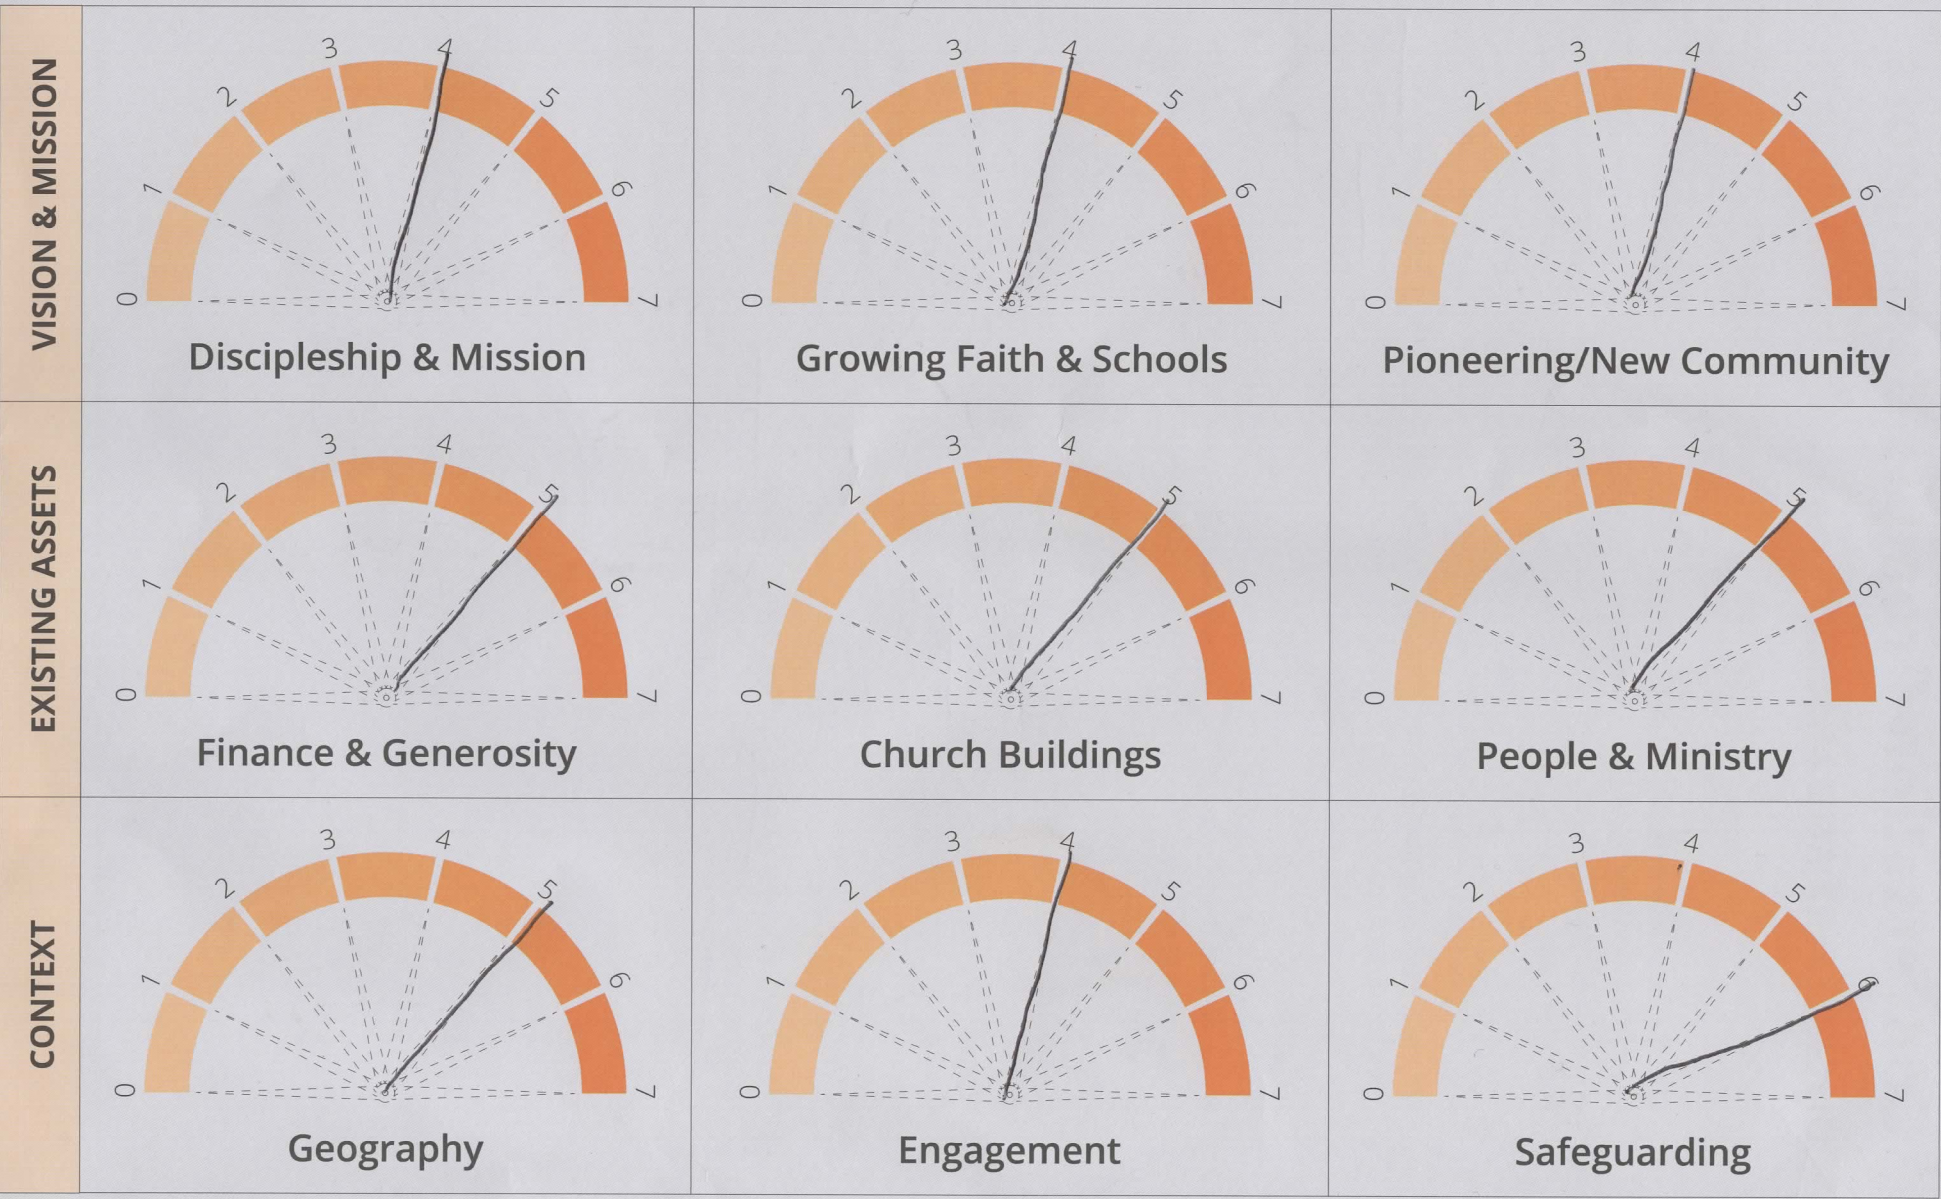 VISION & MISSION
0 1 2 3 4 5 6 7
Discipleship & Mission
0 1 2 3 4 5 6 7
Growing Faith & Schools
0 1 2 3 4 5 6 7
Pioneering/New Community
EXISTING ASSETS
0 1 2 3 4 5 6 7
Finance & Generosity
0 1 2 3 4 5 6 7
Church Buildings
0 1 2 3 4 5 6 7
People & Ministry
CONTEXT
0 1 2 3 4 5 6 7
Geography
0 1 2 3 4 5 6 7
Engagement
0 1 2 3 4 5 6 7
Safeguarding